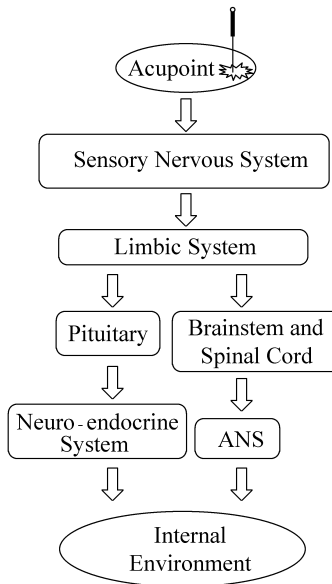 Acupoint
Sensory Nervous System
Limbic System
Pituitary
Brainstem and
Spinal Cord
Neuro-endocrine
System
ANS
Internal
Environment